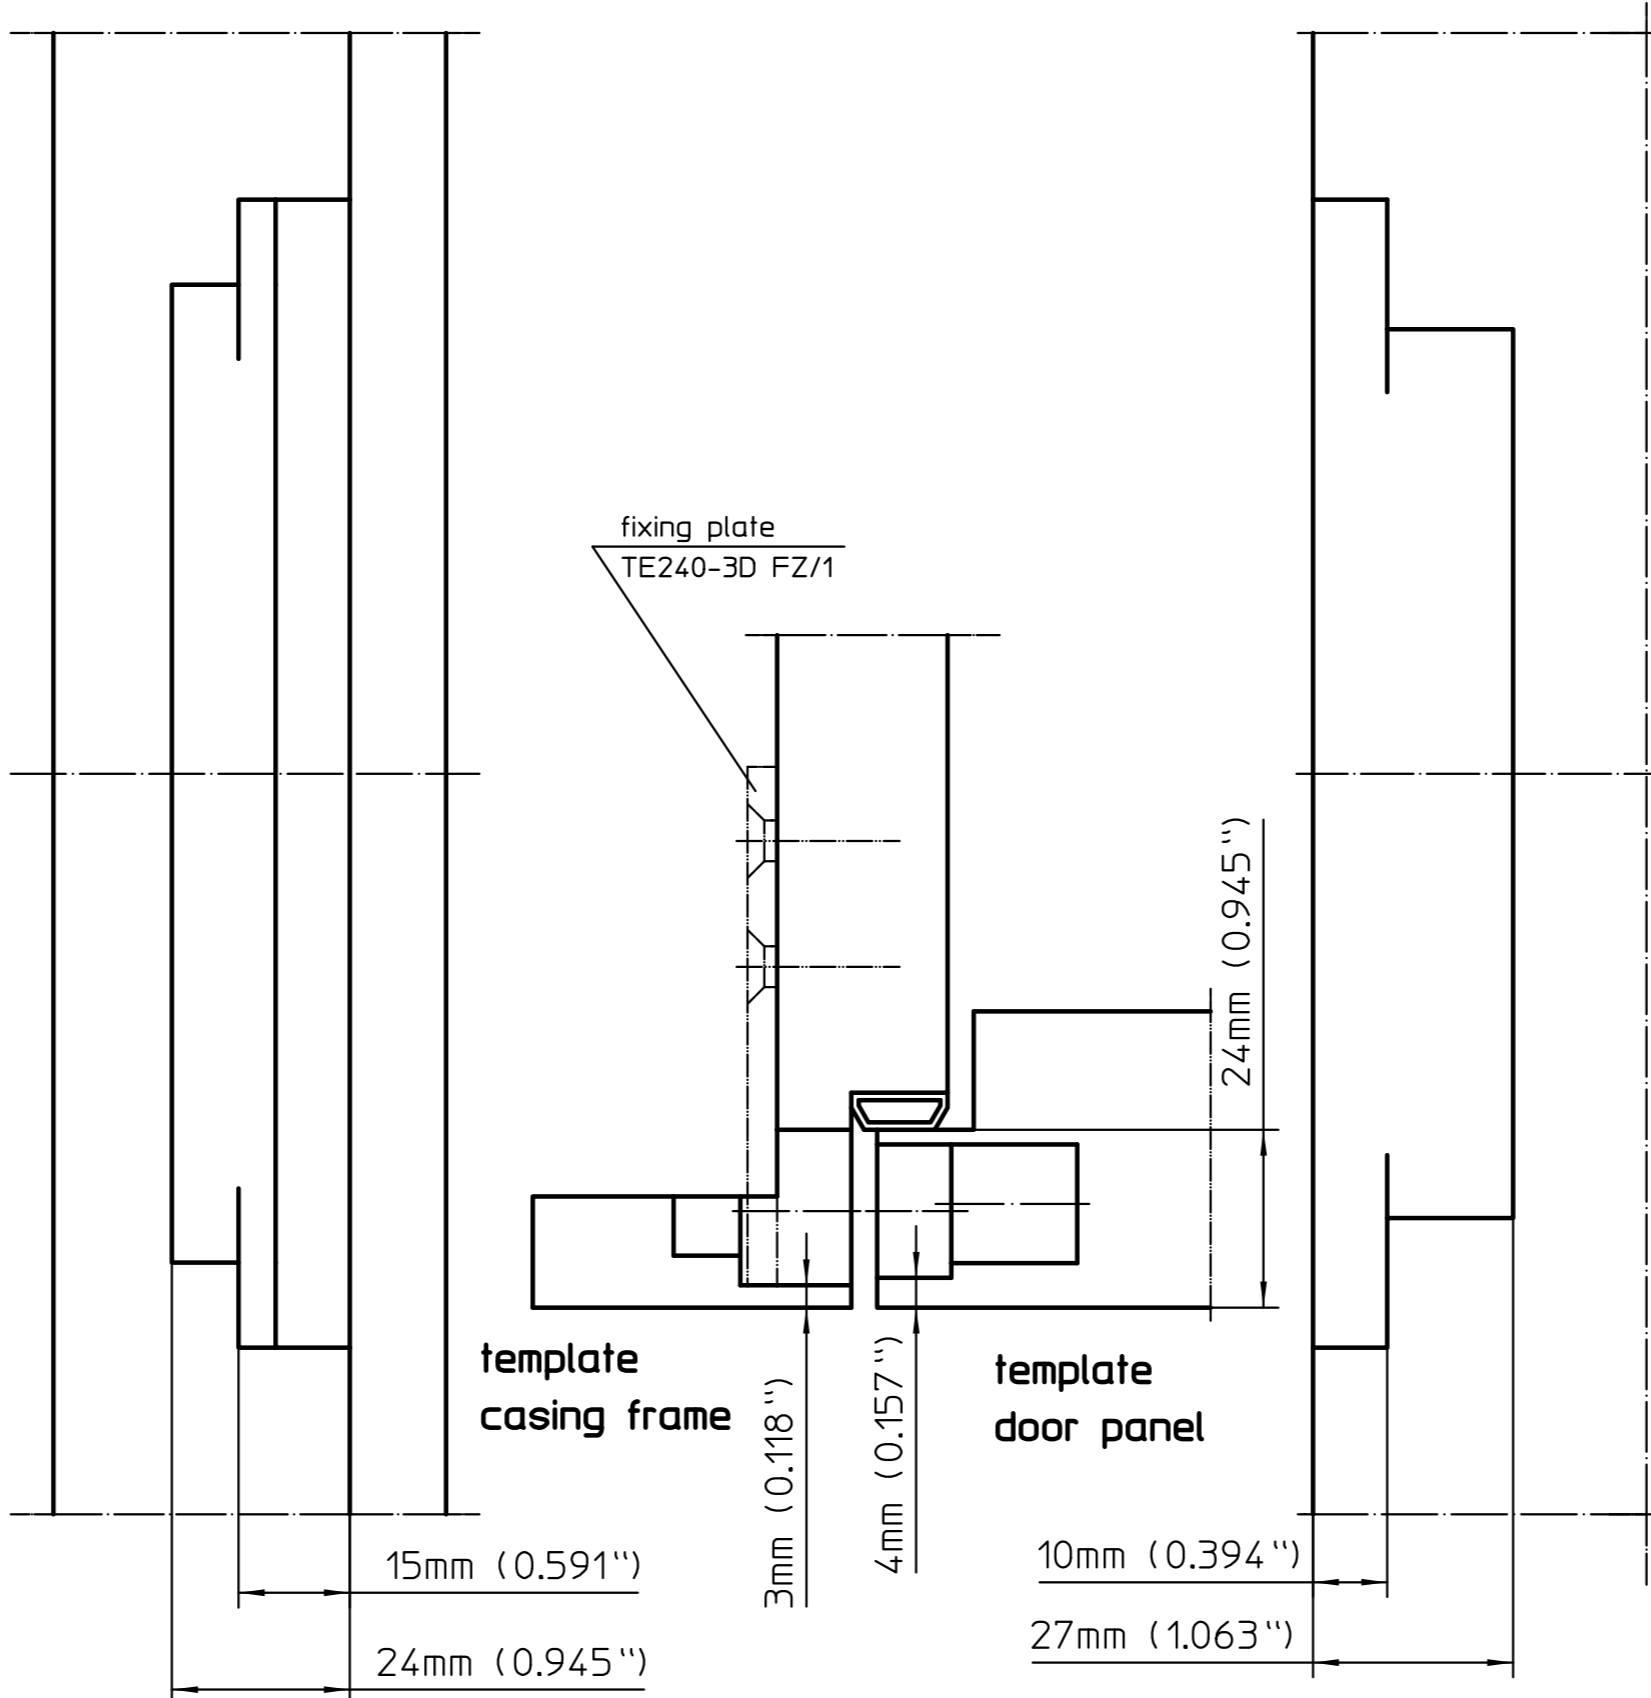 fixing plate
TE240-3D FZ/1
24mm (0.945")
template
casing frame
3mm (0.118")
4mm (0.157")
template
door panel
15mm (0.591")
24mm (0.945")
10mm (0.394")
27mm (1.063")